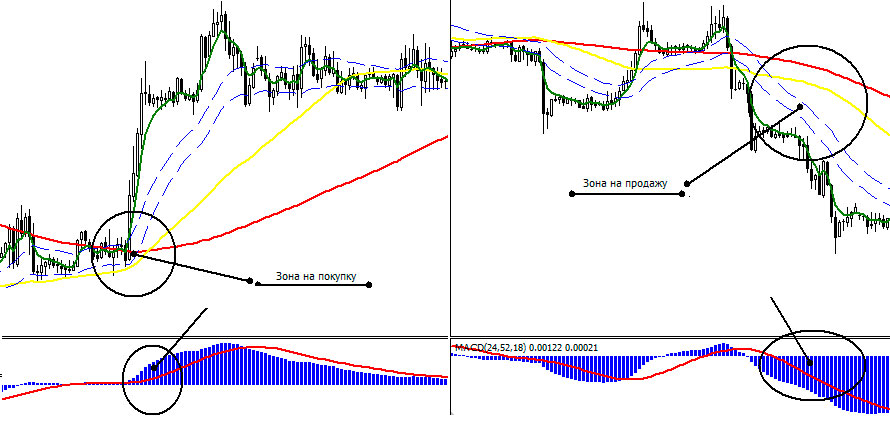 Зона на продажу
Зона на покупку
MACD(24,52,18) 0.00122 0.00021